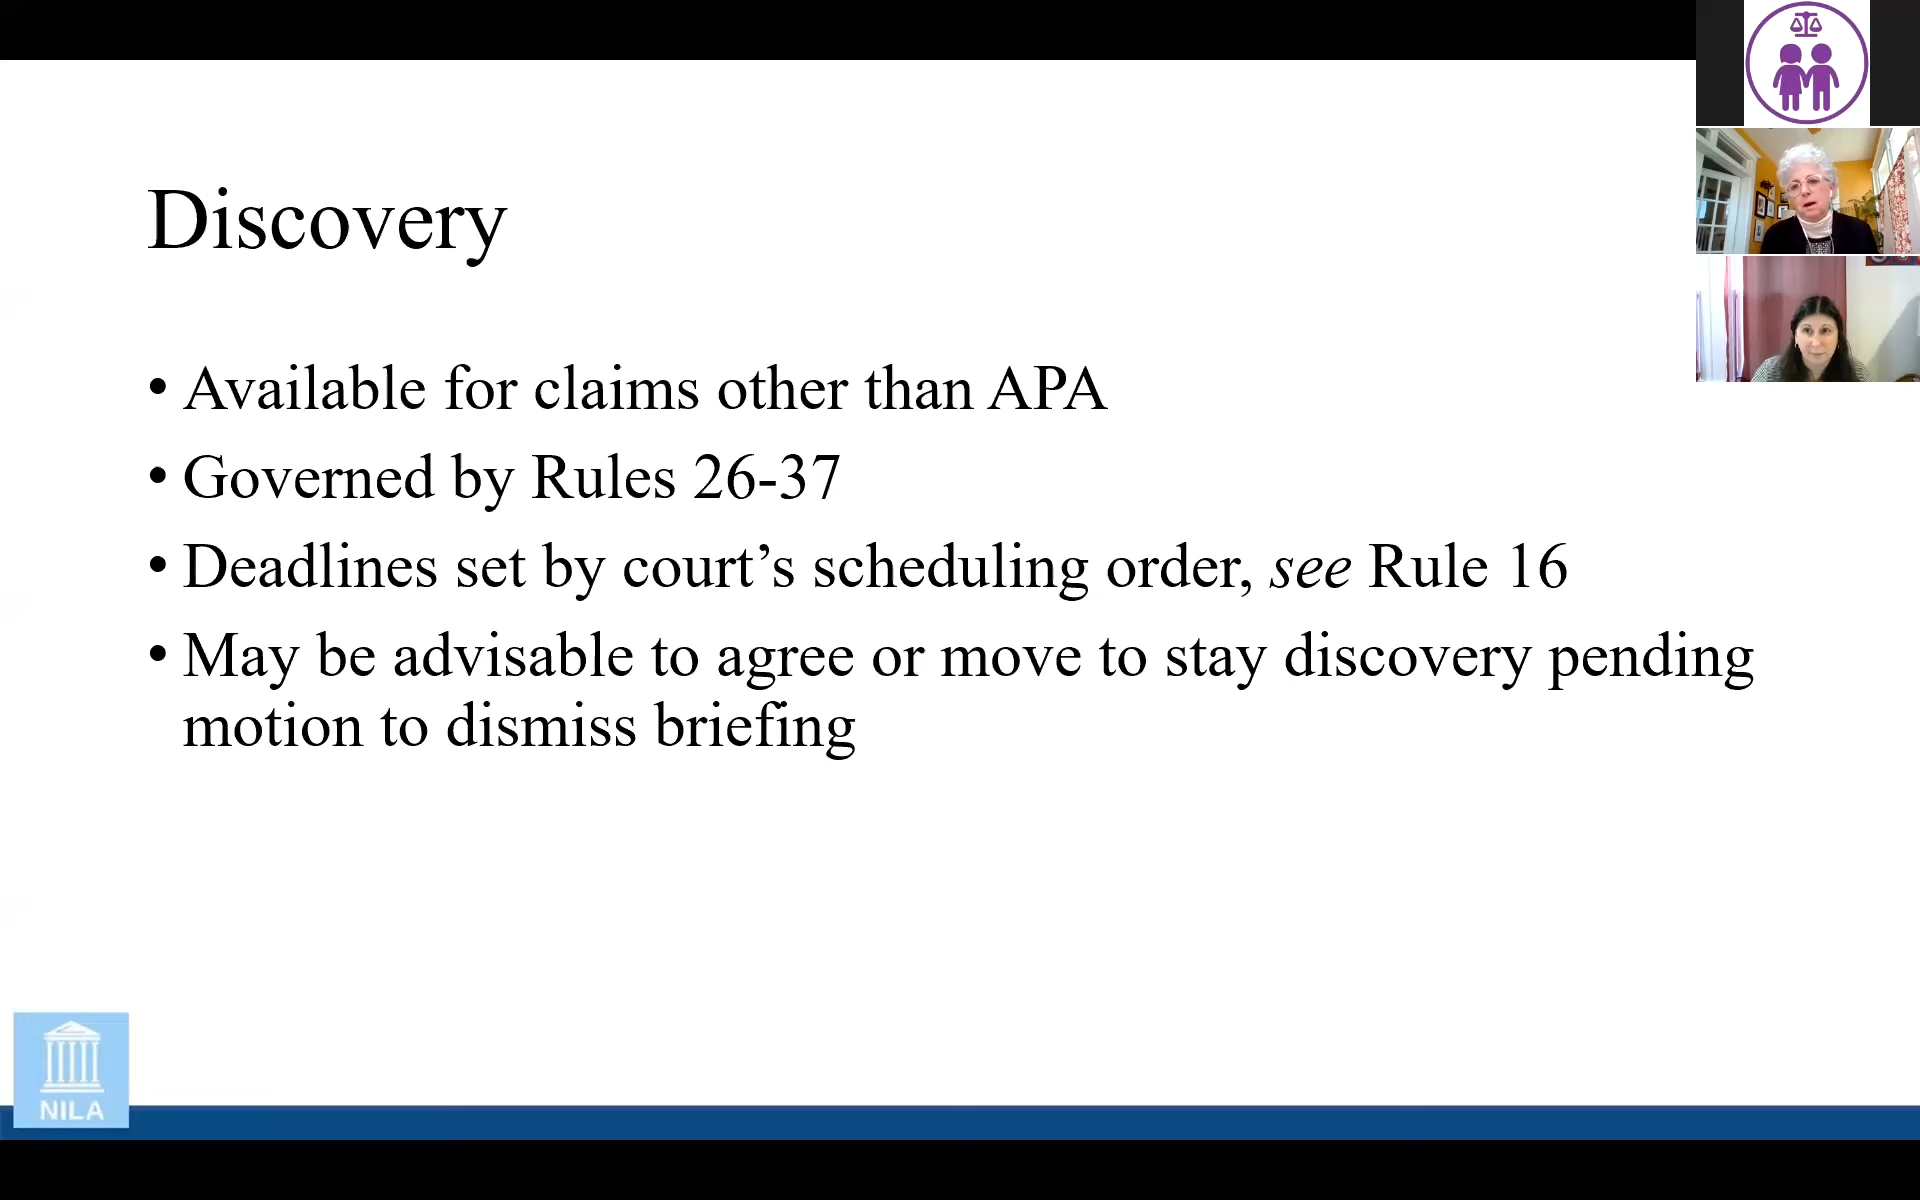 Discovery
• Available for claims other than APA
• Governed by Rules 26-37
• Deadlines set by court’s scheduling order, see Rule 16
• May be advisable to agree or move to stay discovery pending
motion to dismiss briefing
NILA